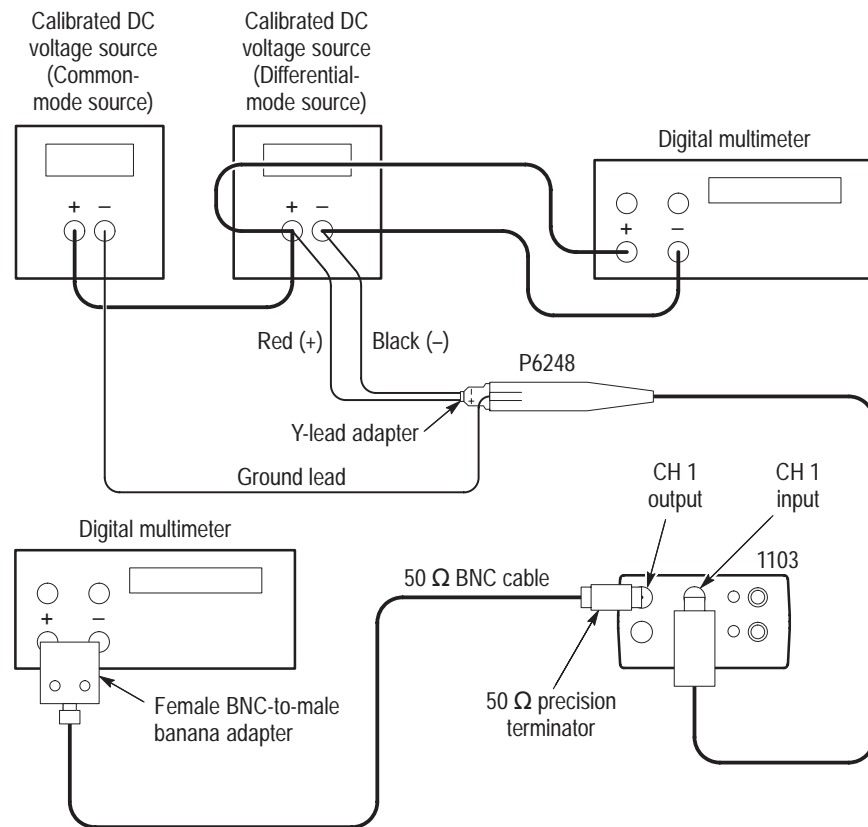 Calibrated DC
voltage source
(Common-
mode source)
Calibrated DC
voltage source
(Differential-
mode source)
Digital multimeter
+ –
+ –
+ –
Red (+)
Black (–)
P6248
– +
Y-lead adapter
Ground lead
CH 1
output
CH 1
input
Digital multimeter
50 Ω BNC cable
1103
+ –
Female BNC-to-male
banana adapter
50 Ω precision
terminator